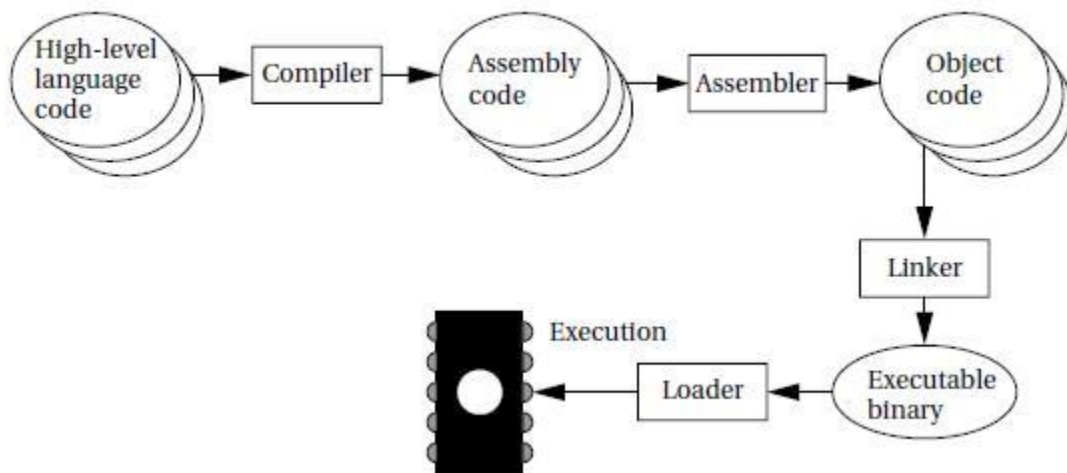 High-level
language
code
Compiler
Assembly
code
Assembler
Object
code
Linker
Execution
Loader
Executable
binary